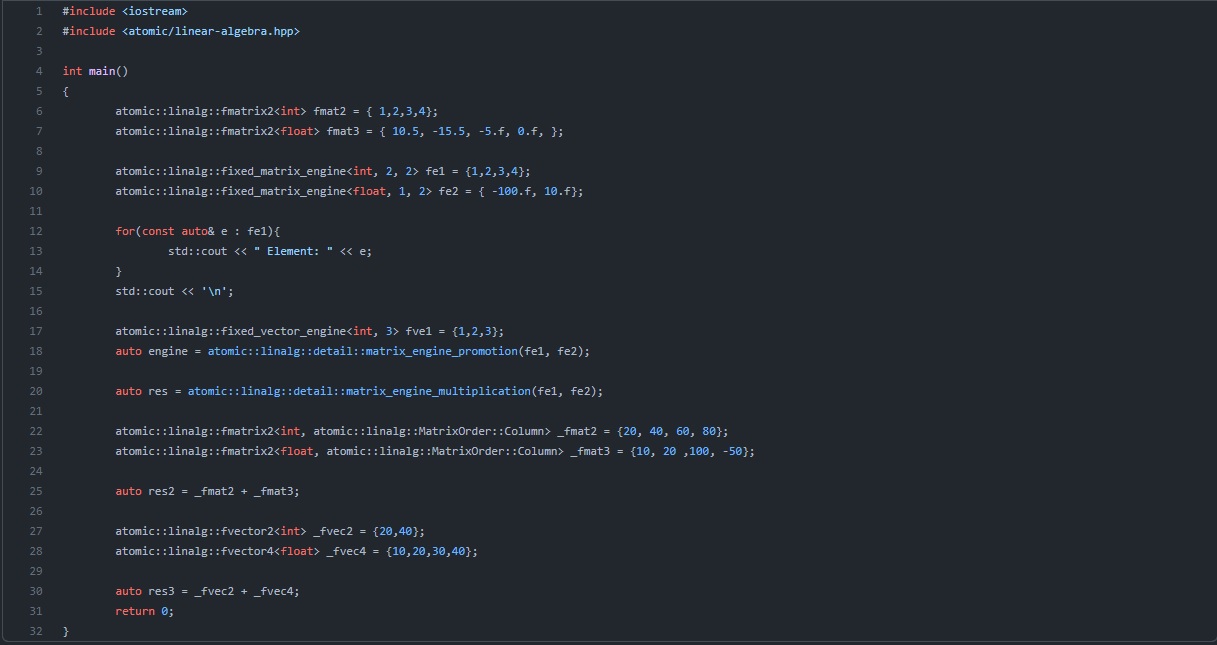 1 #include <iostream>
2 #include <atomic/linear-algebra.hpp>
3
4 int main()
5 {
6 atomic::linalg::fmatrix2<int> fmat2 = { 1,2,3,4};
7 atomic::linalg::fmatrix2<float> fmat3 = { 10.5, -15.5, -5.f, 0.f, };
8
9 atomic::linalg::fixed_matrix_engine<int, 2, 2> fe1 = {1,2,3,4};
10 atomic::linalg::fixed_matrix_engine<float, 1, 2> fe2 = { -100.f, 10.f};
11
12 for(const auto& e : fe1){
13 std::cout << " Element: " << e;
14 }
15 std::cout << '\n';
16
17 atomic::linalg::fixed_vector_engine<int, 3> fve1 = {1,2,3};
18 auto engine = atomic::linalg::detail::matrix_engine_promotion(fe1, fe2);
19
20 auto res = atomic::linalg::detail::matrix_engine_multiplication(fe1, fe2);
21
22 atomic::linalg::fmatrix2<int, atomic::linalg::MatrixOrder::Column> _fmat2 = {20, 40, 60, 80};
23 atomic::linalg::fmatrix2<float, atomic::linalg::MatrixOrder::Column> _fmat3 = {10, 20 ,100, -50};
24
25 auto res2 = _fmat2 + _fmat3;
26
27 atomic::linalg::fvector2<int> _fvec2 = {20,40};
28 atomic::linalg::fvector4<float> _fvec4 = {10,20,30,40};
29
30 auto res3 = _fvec2 + _fvec4;
31 return 0;
32 }